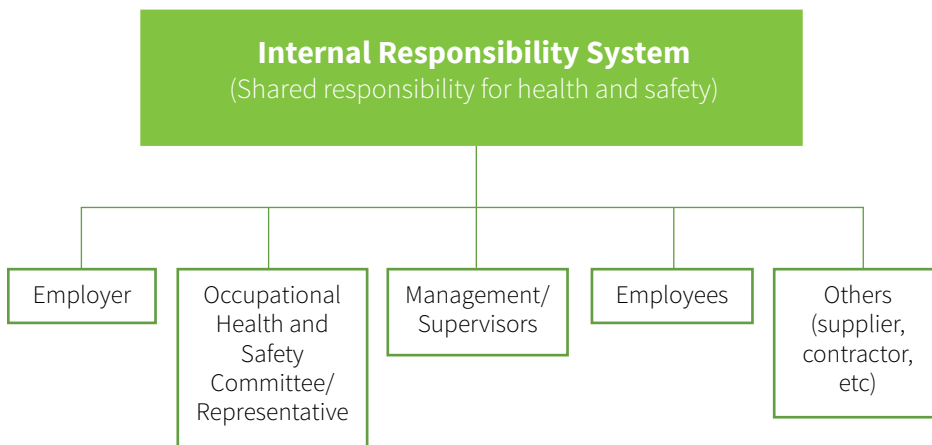 Internal Responsibility System
(Shared responsibility for health and safety)
Employer
Occupational
Health and
Safety
Committee/
Representative
Management/
Supervisors
Employees
Others
(supplier,
contractor,
etc)